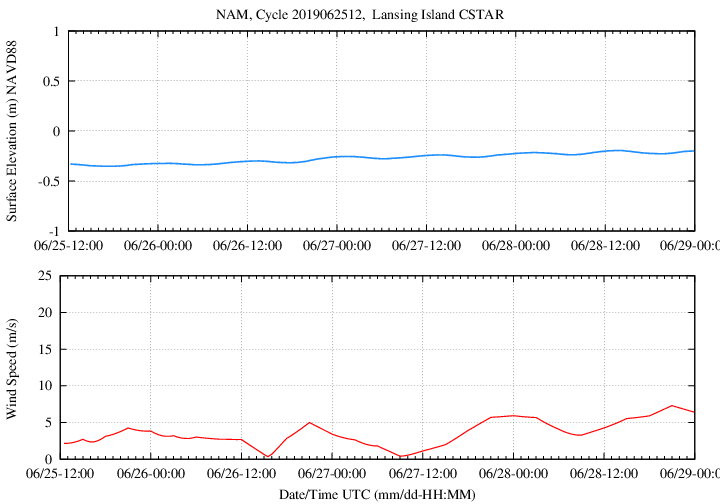 NAM, Cycle 2019062512,  Lansing Island CSTAR
Surface Elevation (m) NAVD88
1
0.5
0
-0.5
-1
06/25-12:00 06/26-00:00 06/26-12:00 06/27-00:00 06/27-12:00 06/28-00:00 06/28-12:00 06/29-00:0
Wind Speed (m/s)
25
20
15
10
5
0
06/25-12:00 06/26-00:00 06/26-12:00 06/27-00:00 06/27-12:00 06/28-00:00 06/28-12:00 06/29-00:0
Date/Time UTC (mm/dd-HH:MM)